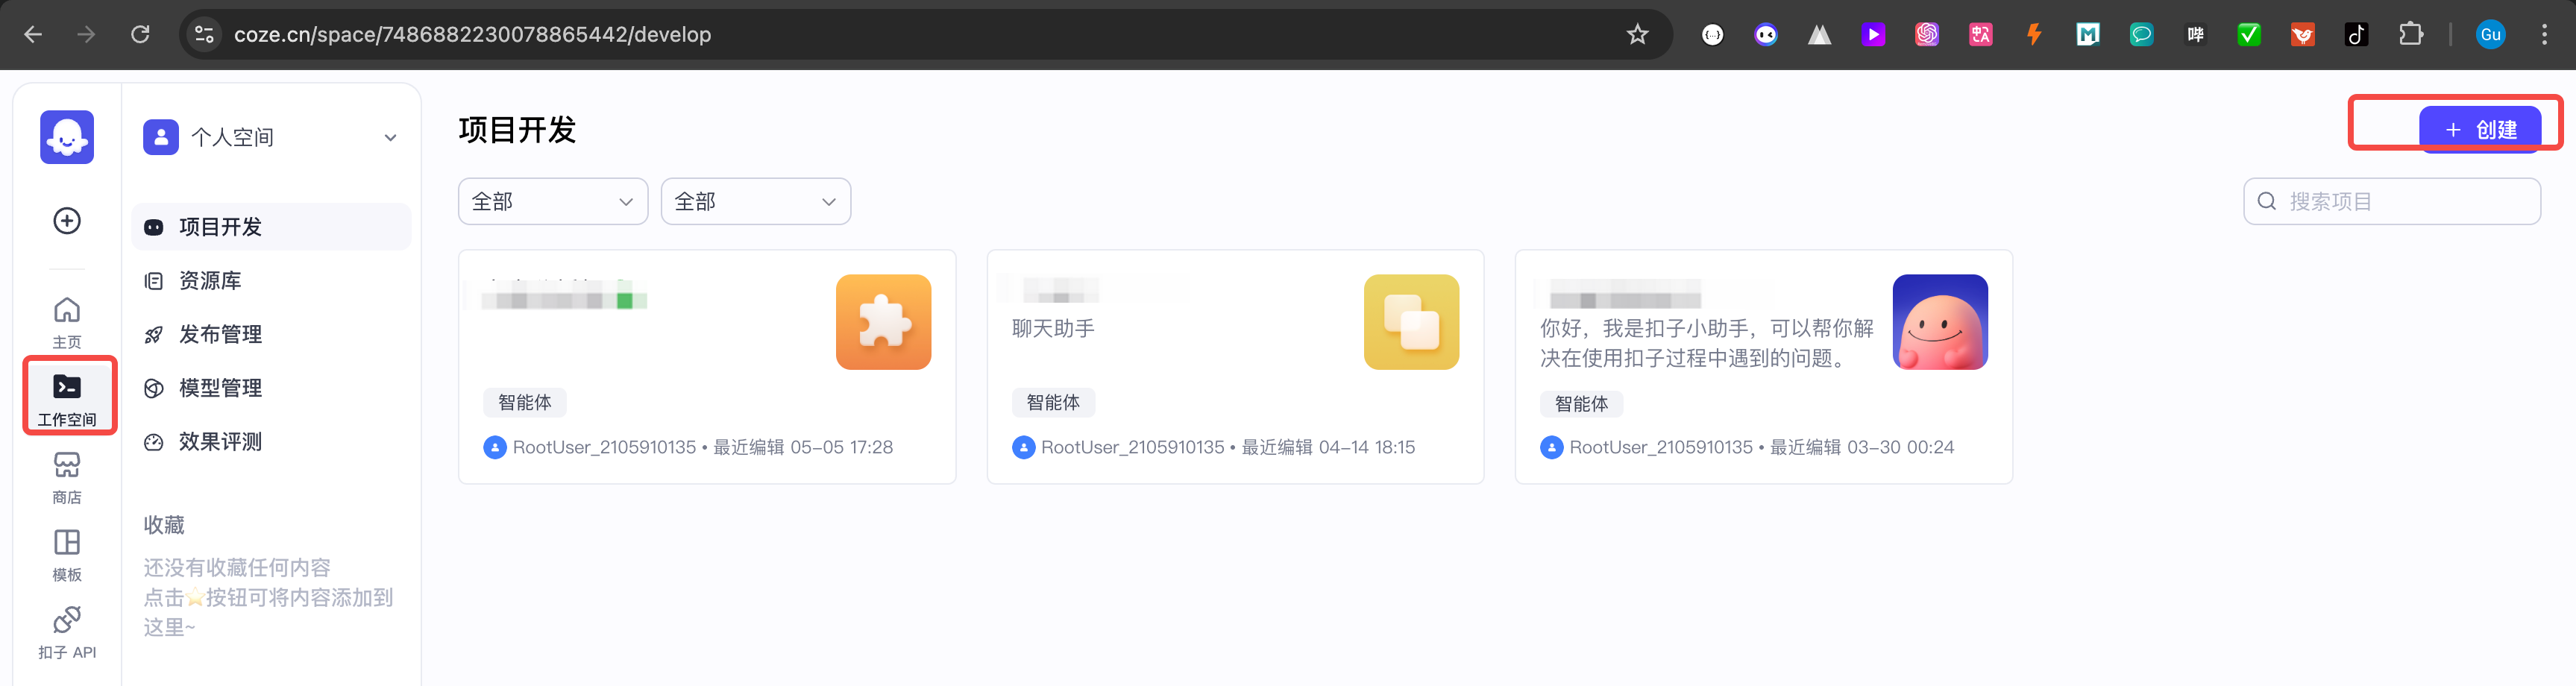 coze.cn/space/7486882230078865442/develop
Gu
个人空间
项目开发
资源库
发布管理
模型管理
效果评测
收藏
还没有收藏任何内容
点击⭐按钮可将内容添加到
这里~
主页
工作空间
商店
模板
扣子 API
项目开发
+ 创建
全部
全部
搜索项目
智能体
RootUser_2105910135 • 最近编辑 05-05 17:28
聊天助手
智能体
RootUser_2105910135 • 最近编辑 04-14 18:15
你好，我是扣子小助手，可以帮你解
决在使用扣子过程中遇到的问题。
智能体
RootUser_2105910135 • 最近编辑 03-30 00:24